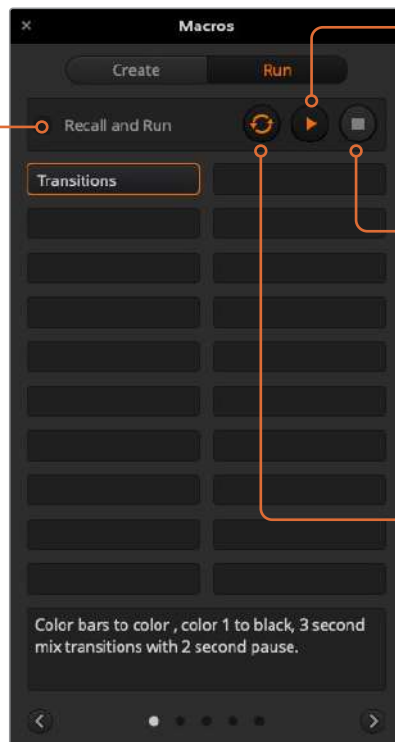 Macros
Create Run
Recall and Run
Transitions
Color bars to color , color 1 to black, 3 second
mix transitions with 2 second pause.